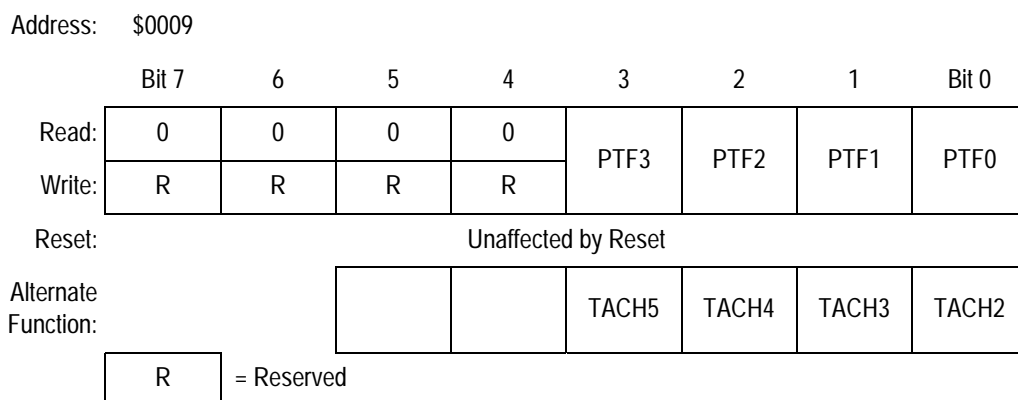 Address: $0009
Bit 7 6 5 4 3 2 1 Bit 0
Read: 0 0 0 0 PTF3 PTF2 PTF1 PTF0
Write: R R R R
Reset: Unaffected by Reset
Alternate Function: TACH5 TACH4 TACH3 TACH2
R = Reserved